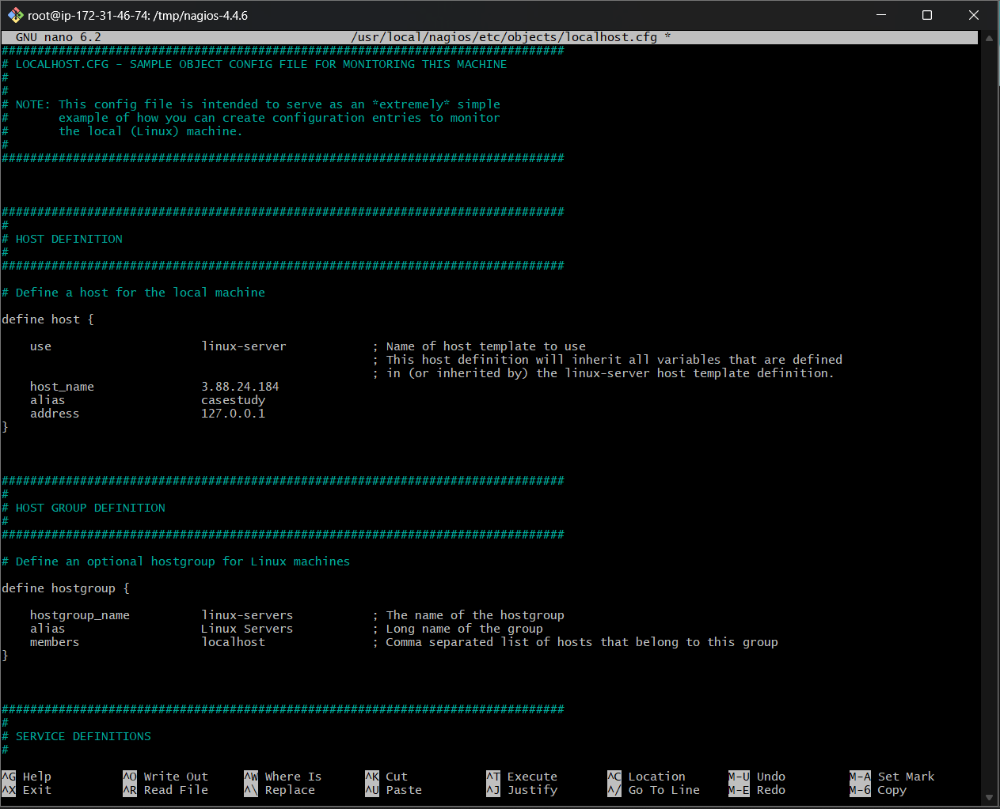 root@ip-172-31-46-74: /tmp/nagios-4.4.6
GNU nano 6.2 /usr/local/nagios/etc/objects/localhost.cfg *
###############################################################################
# LOCALHOST.CFG - SAMPLE OBJECT CONFIG FILE FOR MONITORING THIS MACHINE
#
#
# NOTE: This config file is intended to serve as an *extremely* simple
#       example of how you can create configuration entries to monitor
#       the local (Linux) machine.
#
###############################################################################
###############################################################################
#
# HOST DEFINITION
#
###############################################################################
# Define a host for the local machine
define host {
    use                     linux-server            ; Name of host template to use
                                                    ; This host definition will inherit all variables that are defined
                                                    ; in (or inherited by) the linux-server host template definition.
    host_name               3.88.24.184
    alias                   casestudy
    address                 127.0.0.1
}
###############################################################################
#
# HOST GROUP DEFINITION
#
###############################################################################
# Define an optional hostgroup for Linux machines
define hostgroup {
    hostgroup_name          linux-servers           ; The name of the hostgroup
    alias                   Linux Servers           ; Long name of the group
    members                 localhost               ; Comma separated list of hosts that belong to this group
}
###############################################################################
#
# SERVICE DEFINITIONS
#
^G Help ^O Write Out ^W Where Is ^K Cut ^T Execute ^C Location M-U Undo M-A Set Mark
^X Exit ^R Read File ^\ Replace ^U Paste ^J Justify ^/ Go To Line M-E Redo M-6 Copy